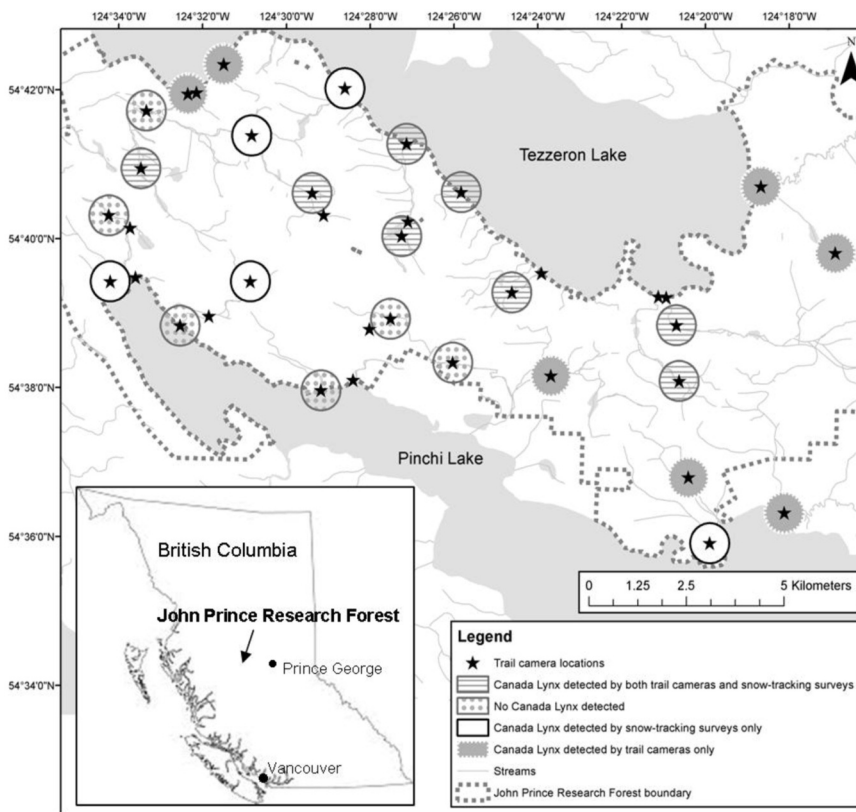 124°34'0"W 124°32'0"W 124°30'0"W 124°28'0"W 124°26'0"W 124°24'0"W 124°22'0"W 124°20'0"W 124°18'0"W
N
54°42'0"N
Tezzeron Lake
54°40'0"N
54°38'0"N
Pinchi Lake
54°36'0"N
54°34'0"N
British Columbia
John Prince Research Forest
Prince George
Vancouver
0 1.25 2.5 5 Kilometers
Legend
Trail camera locations
Canada Lynx detected by both trail cameras and snow-tracking surveys
No Canada Lynx detected
Canada Lynx detected by snow-tracking surveys only
Canada Lynx detected by trail cameras only
Streams
John Prince Research Forest boundary